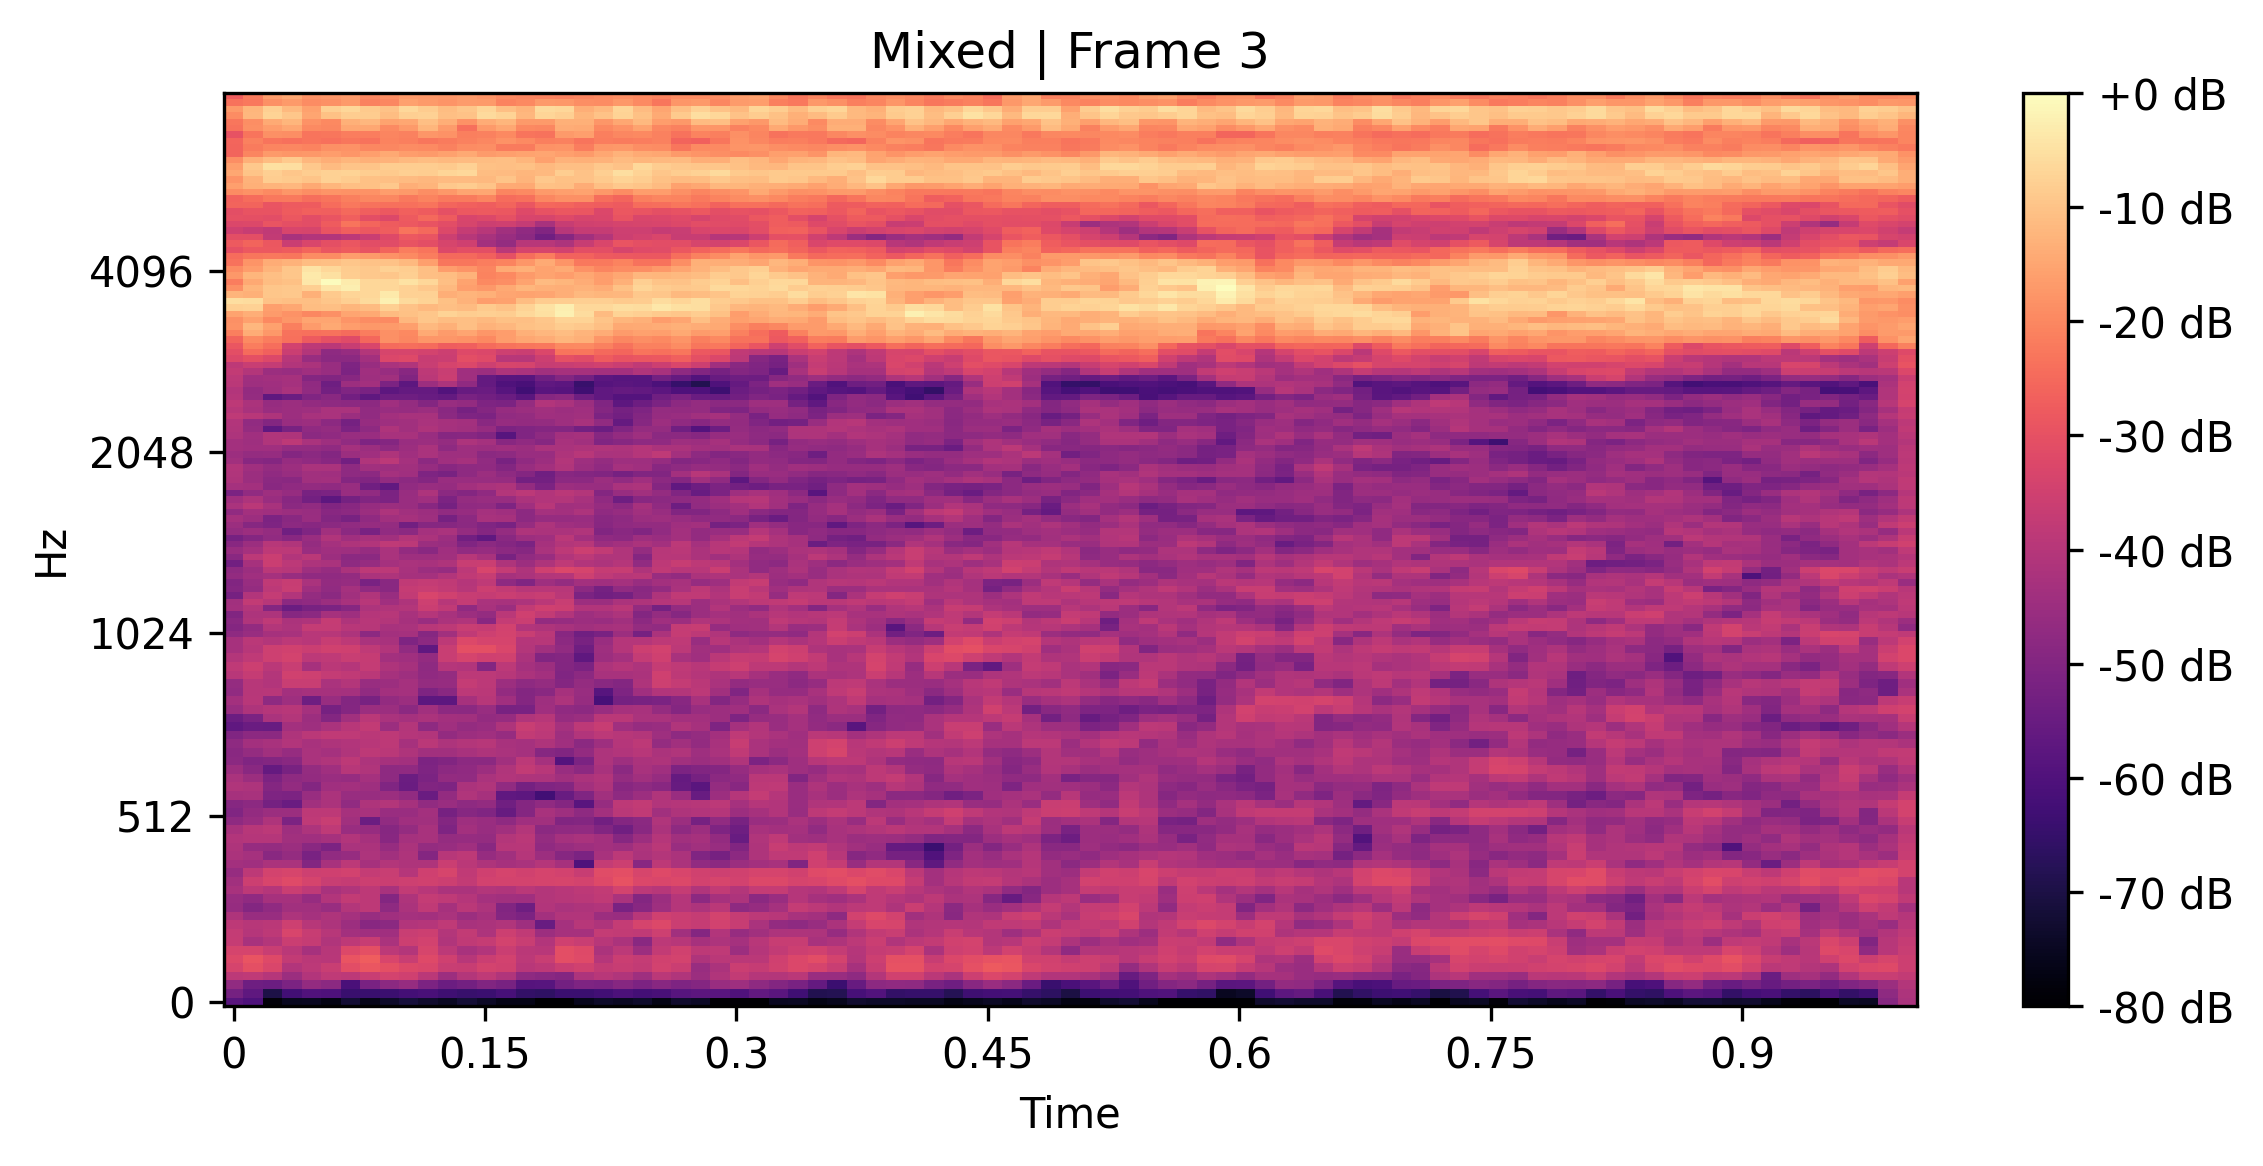 Mixed | Frame 3
Hz
4096
2048
1024
512
0
0 0.15 0.3 0.45 0.6 0.75 0.9
Time
+0 dB
-10 dB
-20 dB
-30 dB
-40 dB
-50 dB
-60 dB
-70 dB
-80 dB